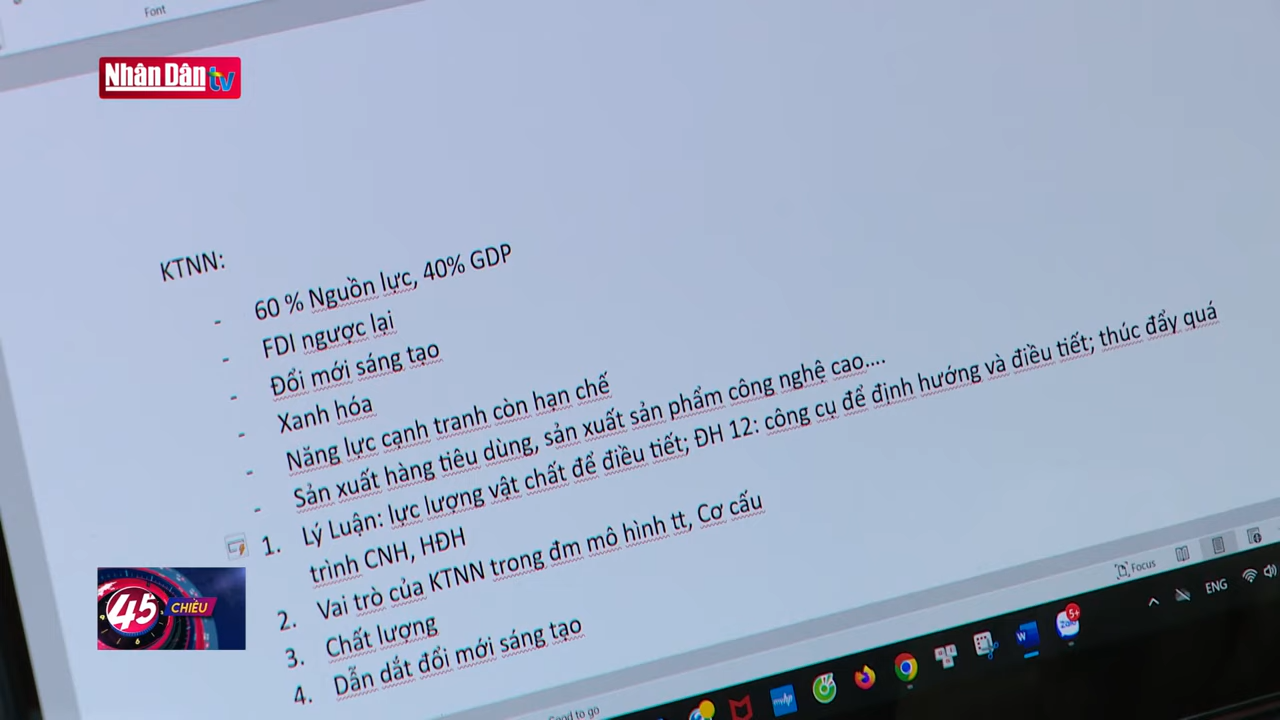 Font
Nhân Dân tv
KTNN:
- 60 % Nguồn lực, 40% GDP
- FDI ngược lại
- Đổi mới sáng tạo
- Xanh hóa
- Năng lực cạnh tranh còn hạn chế
- Sản xuất hàng tiêu dùng, sản xuất sản phẩm công nghệ cao....
1. Lý Luận: lực lượng vật chất để điều tiết; ĐH 12: công cụ để định hướng và điều tiết; thúc đẩy quá
trình CNH, HĐH
2. Vai trò của KTNN trong đm mô hình tt, Cơ cấu
3. Chất lượng
4. Dẫn dắt đổi mới sáng tạo
45 CHIỀU
Focus
ENG
5+
Zalo
W
to go